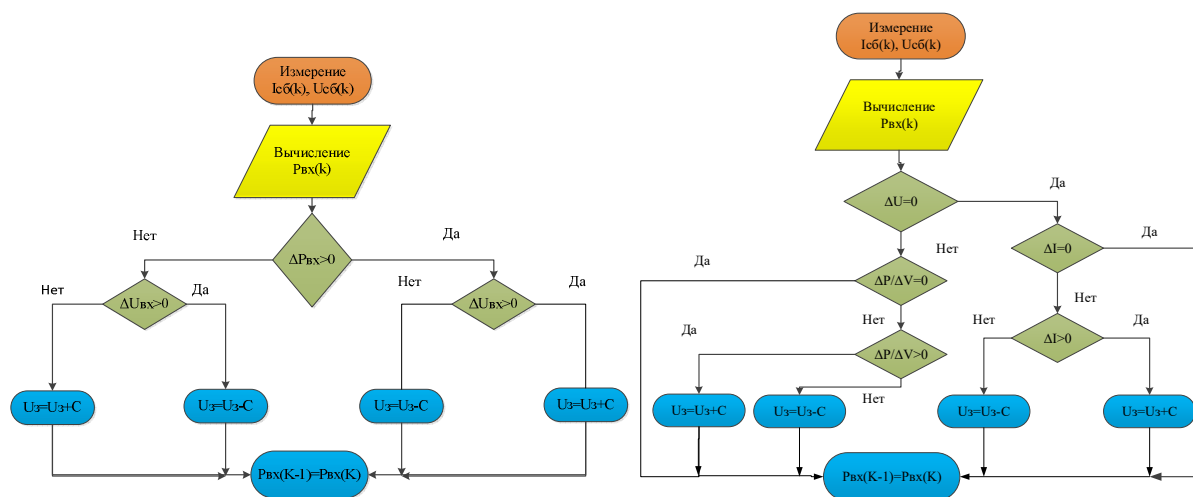 Измерение
Iсб(k), Uсб(k)
Вычисление
Pвх(k)
Нет
Да
ΔPвх>0
Нет
Да
Нет
Да
ΔUвх>0
ΔUвх>0
Uз=Uз+C
Uз=Uз-C
Uз=Uз-C
Uз=Uз+C
Pвх(K-1)=Pвх(K)
Измерение
Iсб(k), Uсб(k)
Вычисление
Pвх(k)
Да
ΔU=0
Да
Нет
ΔI=0
Да
ΔP/ΔV=0
Нет
Нет
Да
Нет
Да
ΔI>0
ΔP/ΔV>0
Нет
Uз=Uз+C
Uз=Uз-C
Uз=Uз-C
Uз=Uз+C
Pвх(K-1)=Pвх(K)